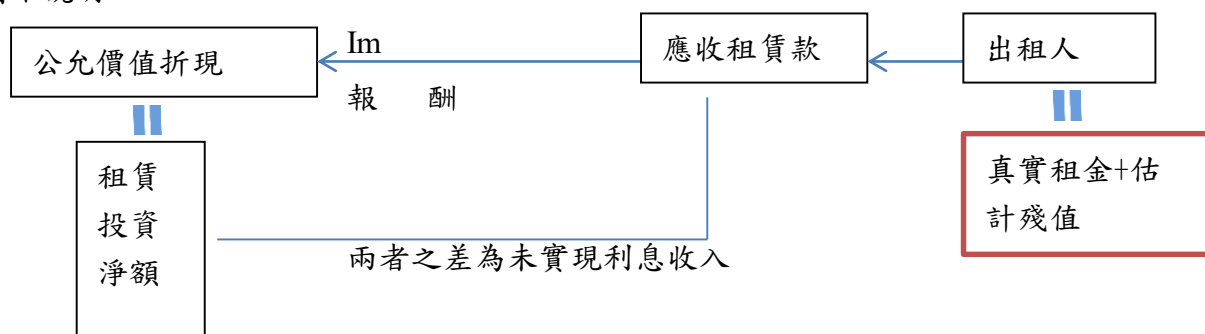 公允價值折現
Im
報 酬
應收租賃款
出租人
租賃
投資
淨額
真實租金+估
計殘值
兩者之差為未實現利息收入